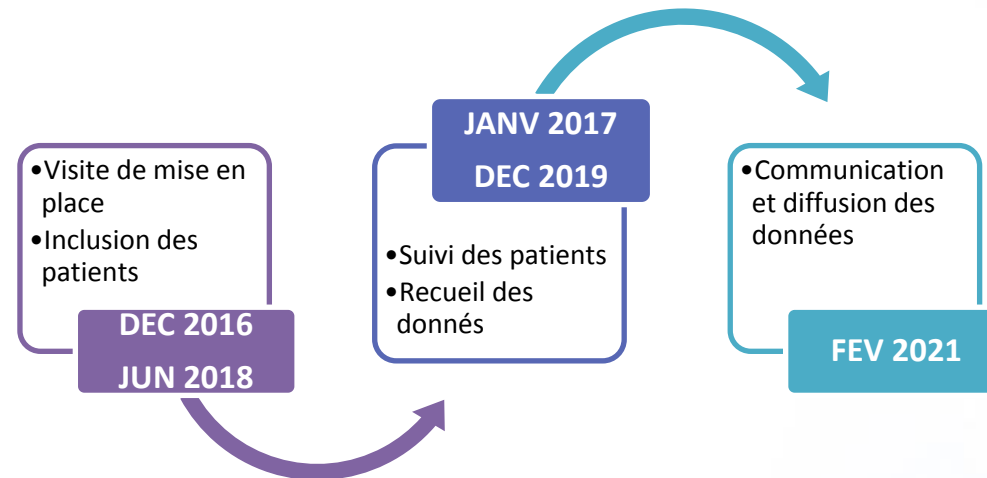 •Visite de mise en
place
•Inclusion des
patients
DEC 2016
JUN 2018
JANV 2017
DEC 2019
•Suivi des patients
•Recueil des
donnés
•Communication
et diffusion des
données
FEV 2021